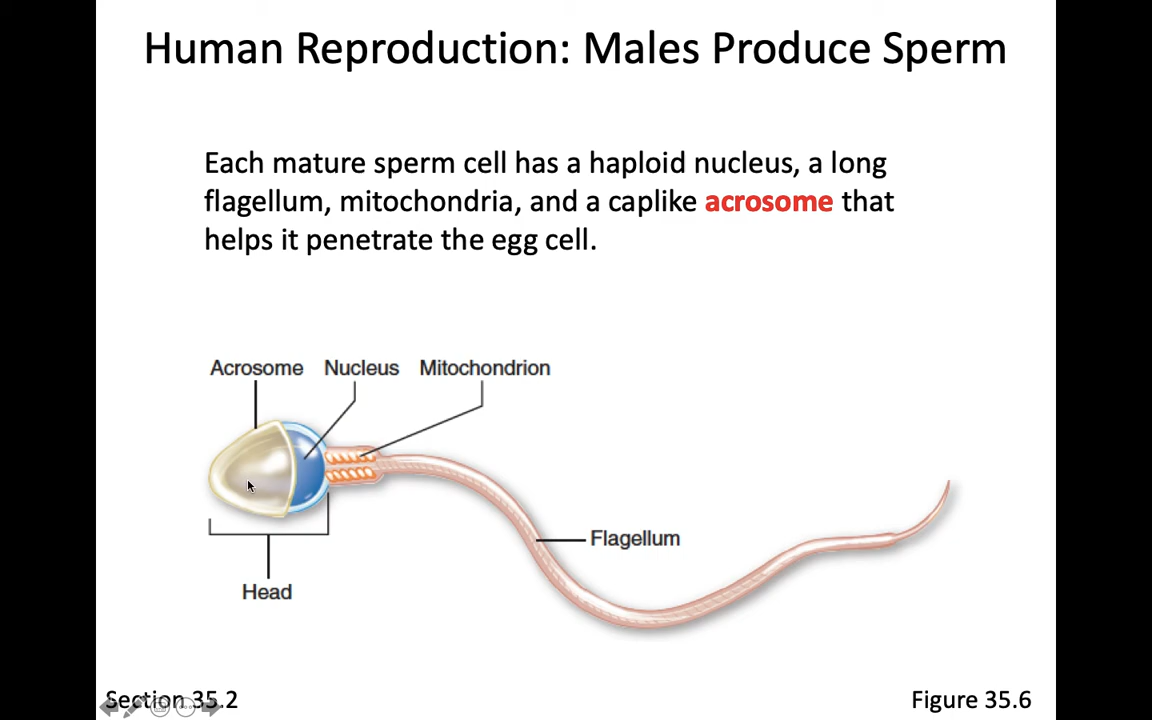 Human Reproduction: Males Produce Sperm
Each mature sperm cell has a haploid nucleus, a long
flagellum, mitochondria, and a caplike acrosome that
helps it penetrate the egg cell.
Acrosome Nucleus Mitochondrion
Flagellum
Head
Section 35.2
Figure 35.6